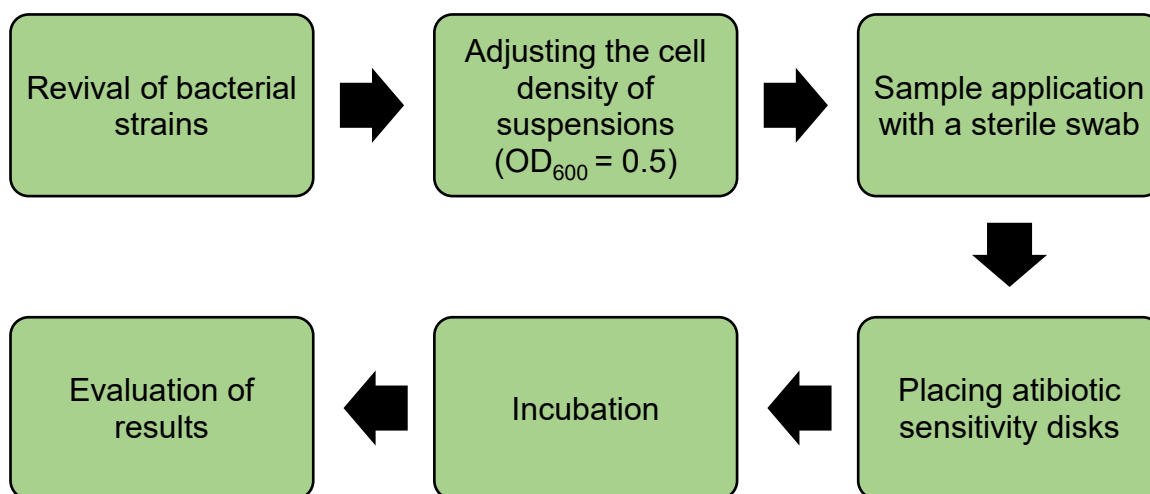 Revival of bacterial
strains
Adjusting the cell
density of
suspensions
(OD₆₀₀ = 0.5)
Sample application
with a sterile swab
Placing atibiotic
sensitivity disks
Incubation
Evaluation of
results